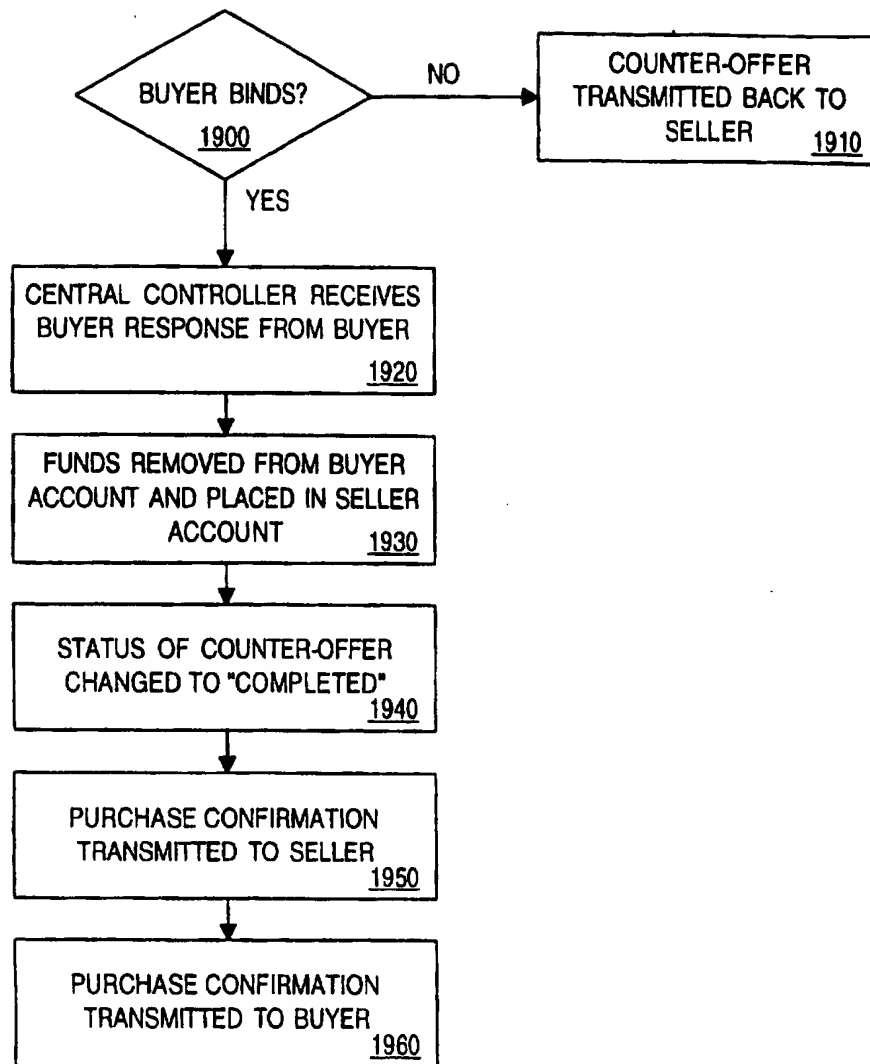 BUYER BINDS?
1900
NO
COUNTER-OFFER
TRANSMITTED BACK TO
SELLER
1910
YES
CENTRAL CONTROLLER RECEIVES
BUYER RESPONSE FROM BUYER
1920
FUNDS REMOVED FROM BUYER
ACCOUNT AND PLACED IN SELLER
ACCOUNT
1930
STATUS OF COUNTER-OFFER
CHANGED TO "COMPLETED"
1940
PURCHASE CONFIRMATION
TRANSMITTED TO SELLER
1950
PURCHASE CONFIRMATION
TRANSMITTED TO BUYER
1960